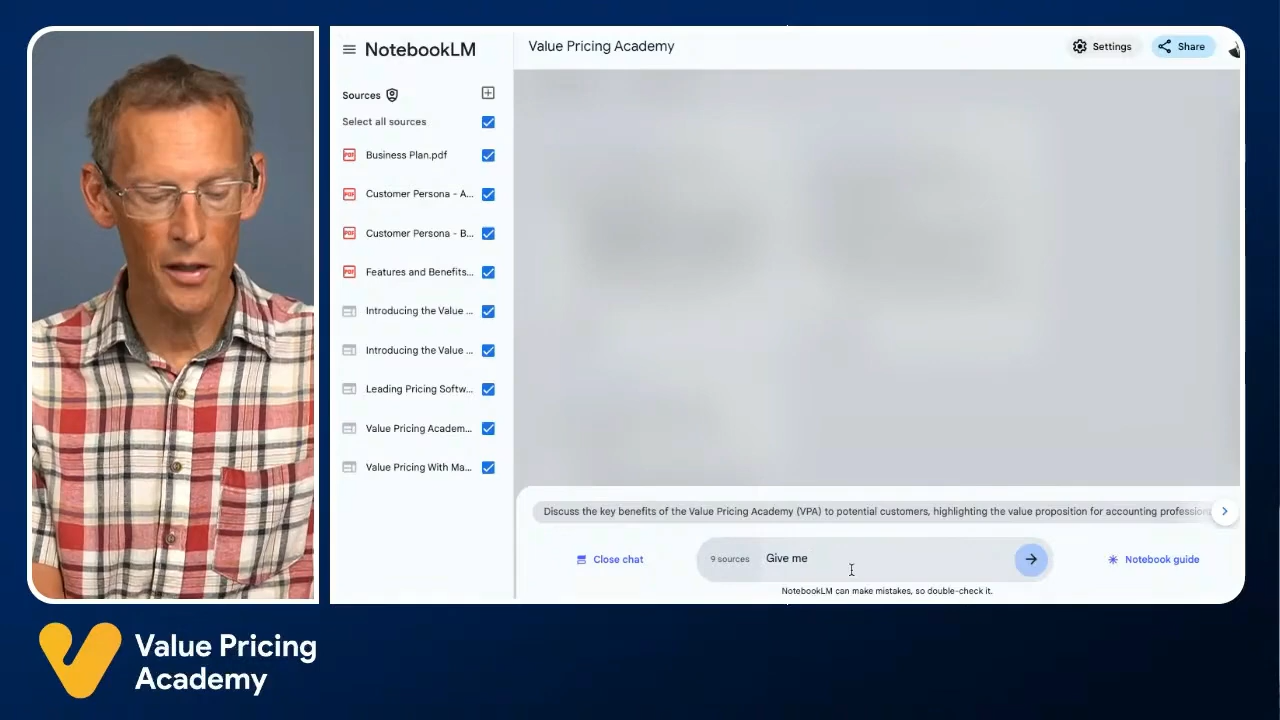 NotebookLM
Value Pricing Academy
Settings
Share
Sources
Select all sources
Business Plan.pdf
Customer Persona - A...
Customer Persona - B...
Features and Benefits...
Introducing the Value ...
Introducing the Value ...
Leading Pricing Softw...
Value Pricing Academ...
Value Pricing With Ma...
Discuss the key benefits of the Value Pricing Academy (VPA) to potential customers, highlighting the value proposition for accounting profession
Close chat
9 sources
Give me
Notebook guide
NotebookLM can make mistakes, so double-check it.
Value Pricing
Academy